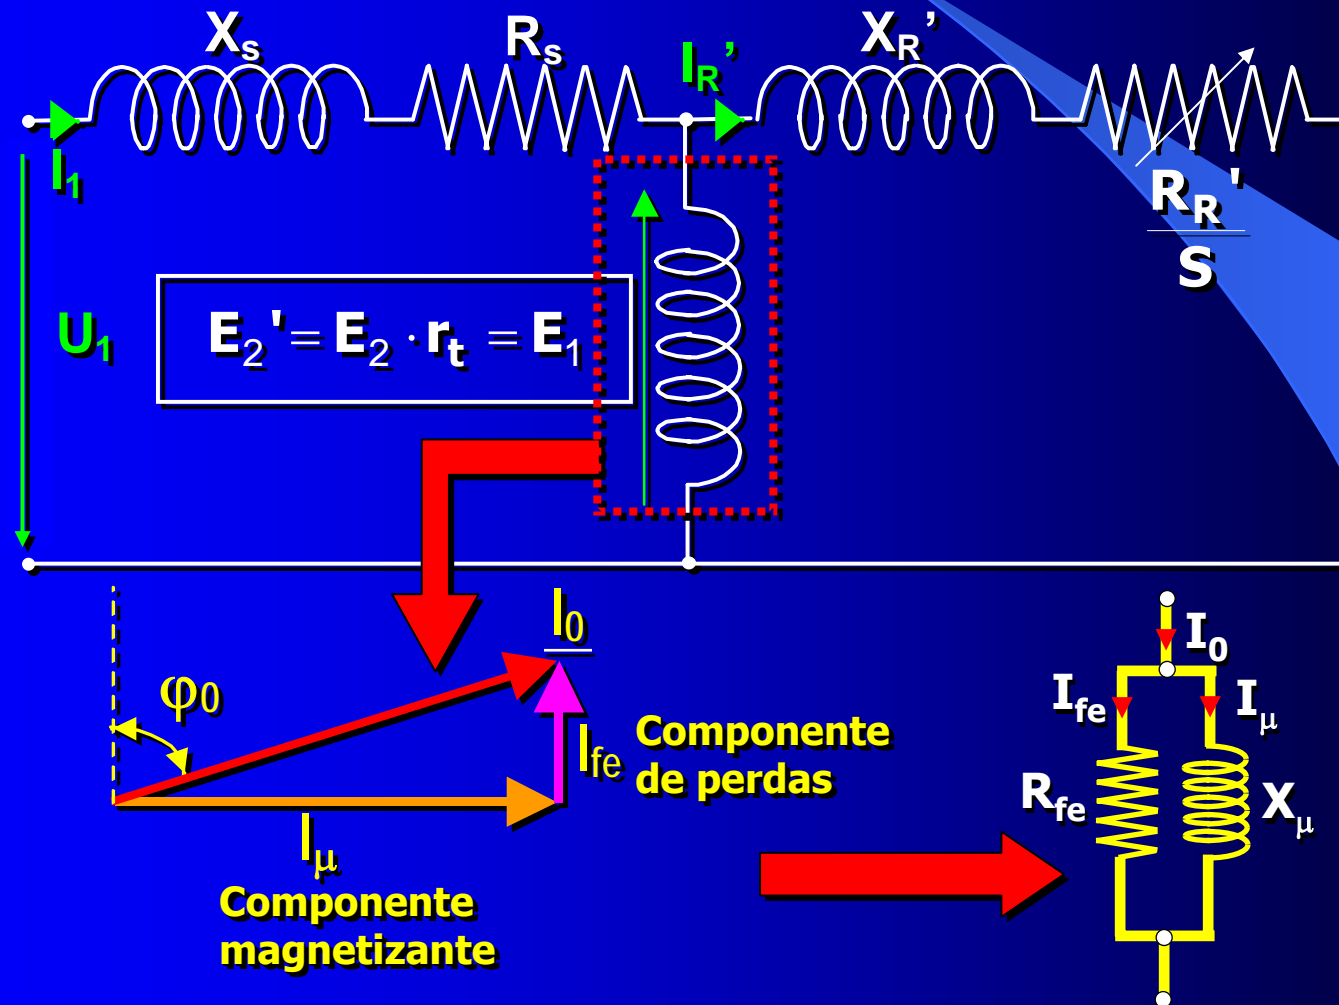 Xs
Rs
IR'
XR'
I1
RR'
S
U1
E2'=E2·rt=E1
I0
φ0
Ife
Componente
de perdas
Iμ
Componente
magnetizante
I0
Ife
Iμ
Rfe
Xμ